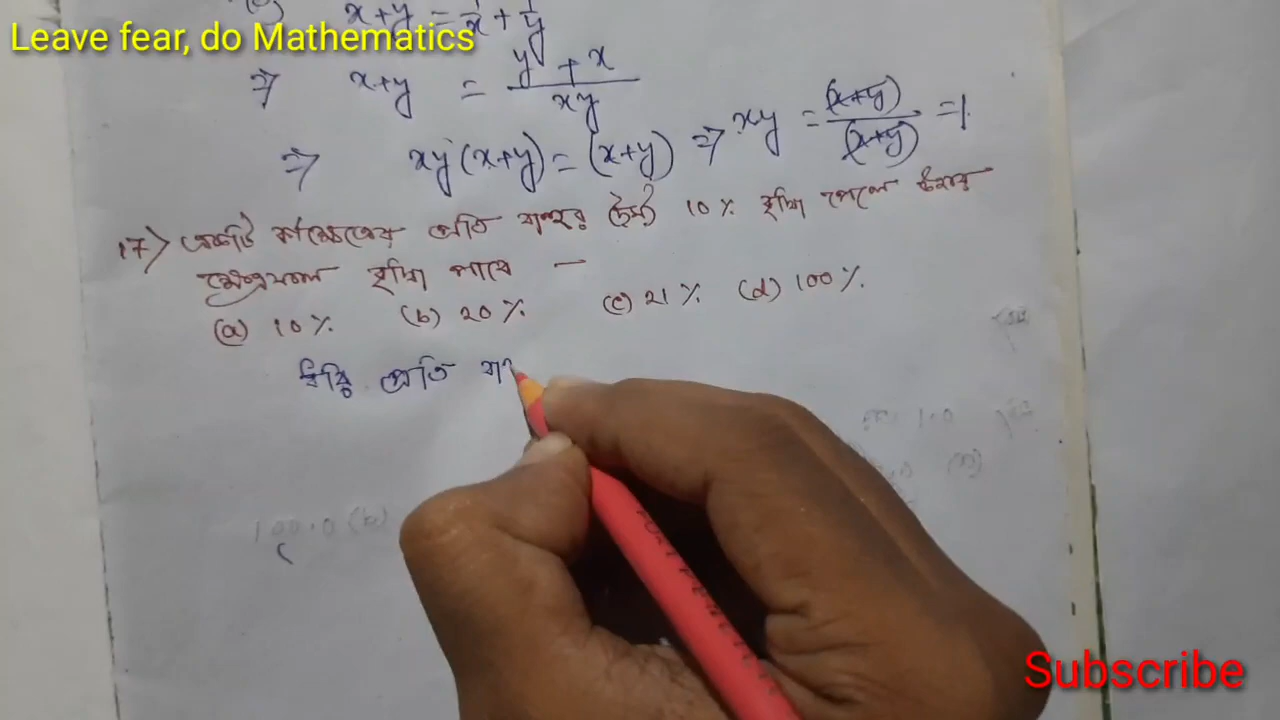 x+y = 1/x + 1/y
Leave fear, do Mathematics
⇒ x+y = (y + x)/xy
⇒ xy(x+y) = (x+y) ⇒ xy = (x+y)/(x+y) = 1.
17) একটি বর্গক্ষেত্রের প্রতি বাহুর দৈর্ঘ্য 10% বৃদ্ধি পেলে উহার
ক্ষেত্রফল বৃদ্ধি পাবে —
(a) 10% (b) 20% (c) 21% (d) 100%
ধরি প্রতি
Subscribe